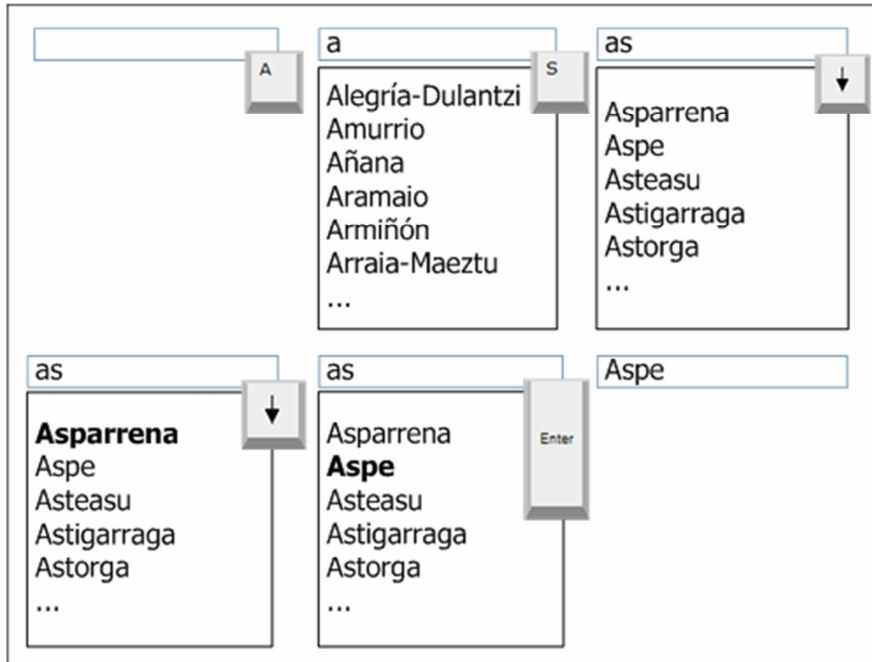 A
a
S
Alegría-Dulantzi
Amurrio
Añana
Aramaio
Armiñón
Arraia-Maeztu
...
as
Asparrena
Aspe
Asteasu
Astigarraga
Astorga
...
as
Asparrena
Aspe
Asteasu
Astigarraga
Astorga
...
as
Enter
Asparrena
Aspe
Asteasu
Astigarraga
Astorga
...
Aspe